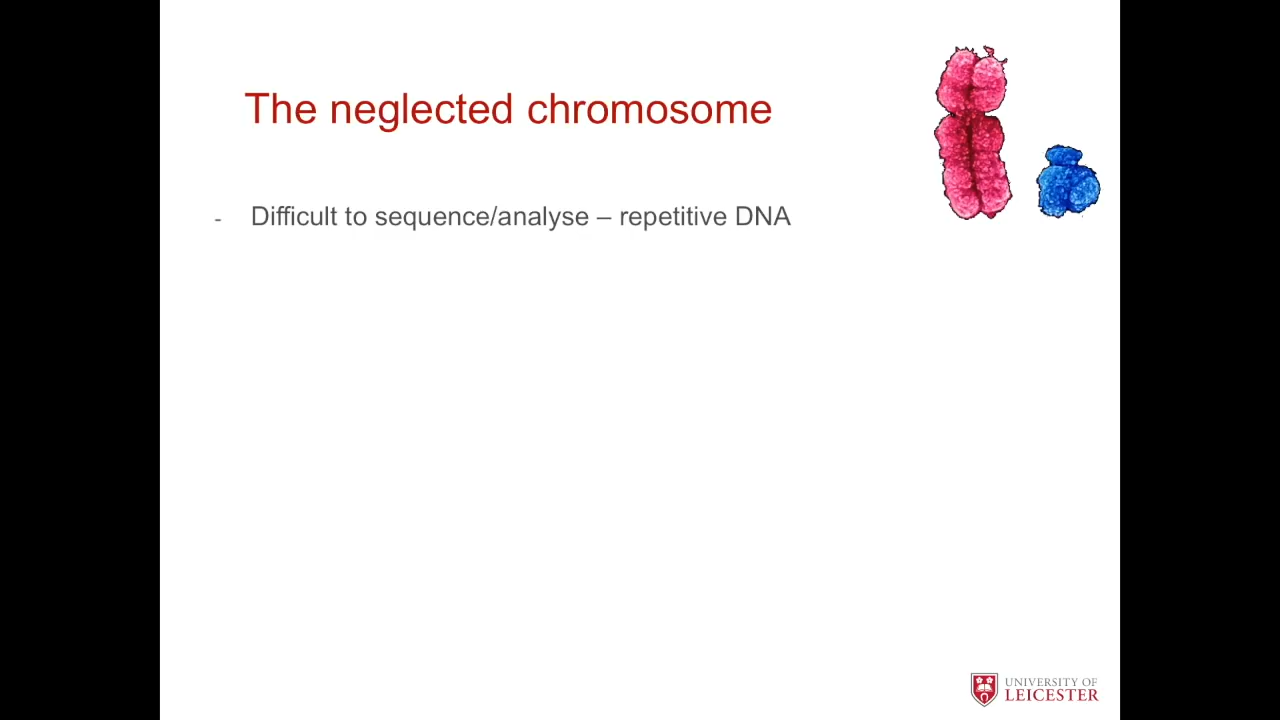 The neglected chromosome
- Difficult to sequence/analyse – repetitive DNA
UNIVERSITY OF
LEICESTER